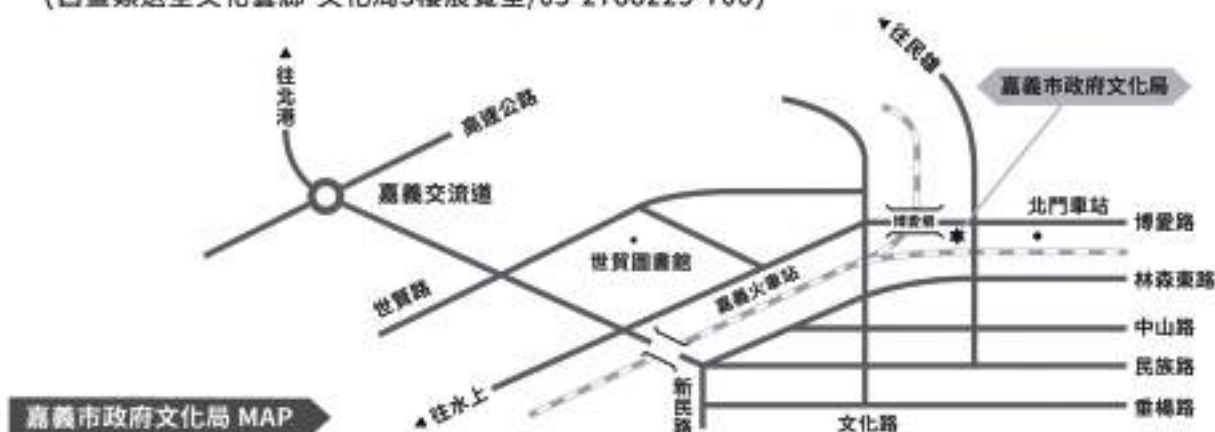 往民雄
嘉義市政府文化局
往北港
高速公路
嘉義交流道
北門車站
博愛橋
博愛路
世賢圖書館
世賢路
嘉義火車站
林森東路
中山路
民族路
往水上
新民路
垂楊路
文化路
嘉義市政府文化局 MAP